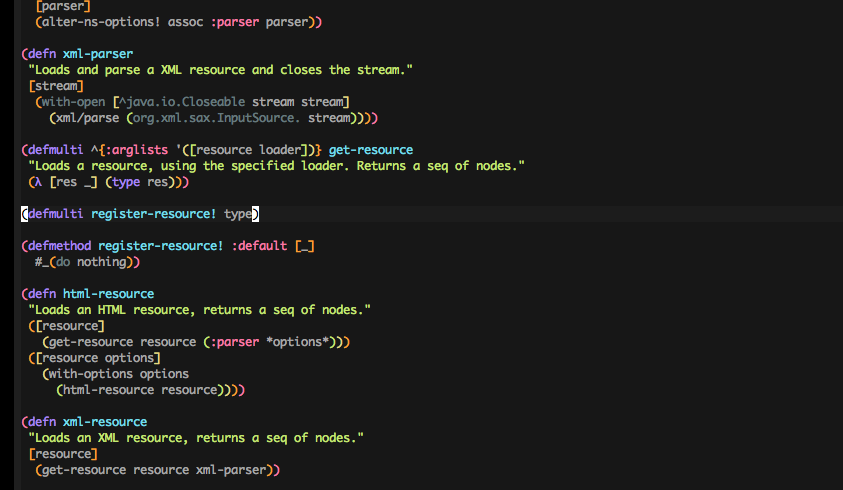 [parser]
(alter-ns-options! assoc :parser parser))
(defn xml-parser
"Loads and parse a XML resource and closes the stream."
[stream]
(with-open [^java.io.Closeable stream stream]
(xml/parse (org.xml.sax.InputSource. stream))))
(defmulti ^{:arglists '([resource loader])} get-resource
"Loads a resource, using the specified loader. Returns a seq of nodes."
(λ [res _] (type res)))
(defmulti register-resource! type)
(defmethod register-resource! :default [_]
#_(do nothing))
(defn html-resource
"Loads an HTML resource, returns a seq of nodes."
([resource]
(get-resource resource (:parser *options*)))
([resource options]
(with-options options
(html-resource resource))))
(defn xml-resource
"Loads an XML resource, returns a seq of nodes."
[resource]
(get-resource resource xml-parser))